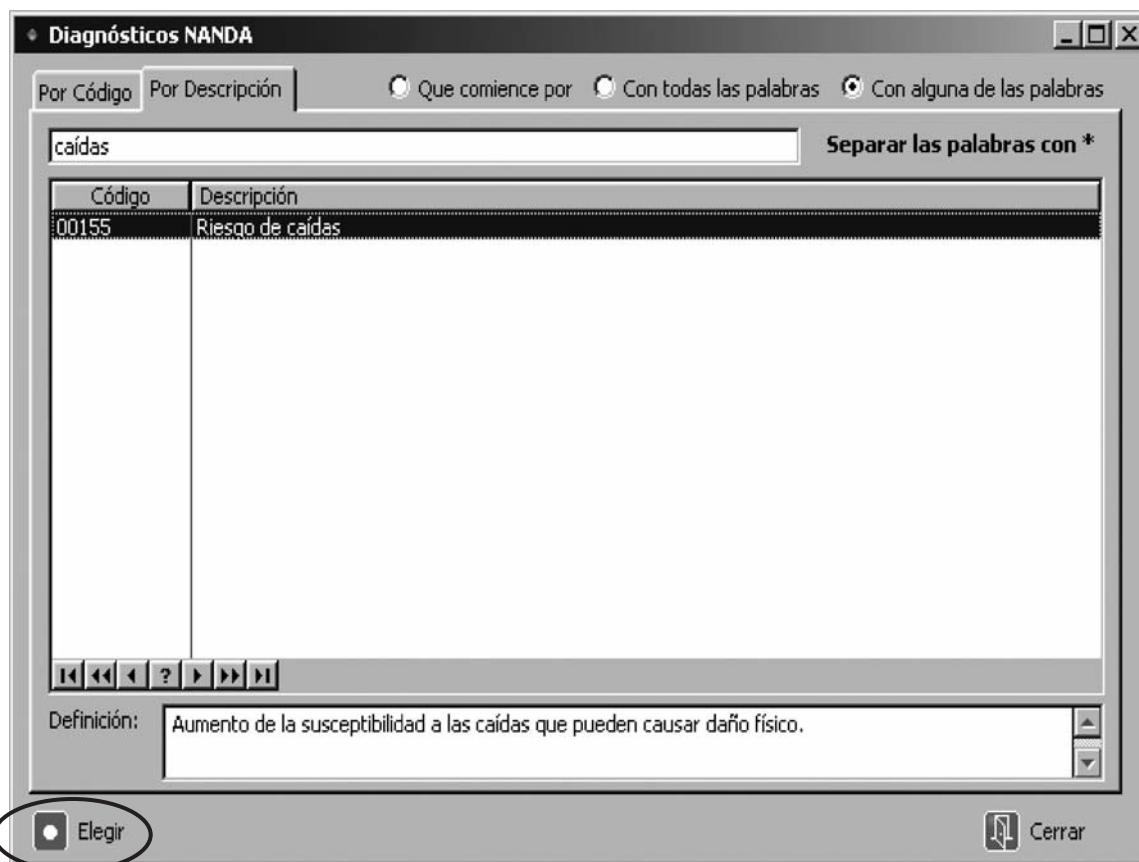 Diagnósticos NANDA
Por Código Por Descripción Que comience por Con todas las palabras Con alguna de las palabras
caídas Separar las palabras con *
Código Descripción
00155 Riesgo de caídas
?
Definición: Aumento de la susceptibilidad a las caídas que pueden causar daño físico.
Elegir Cerrar